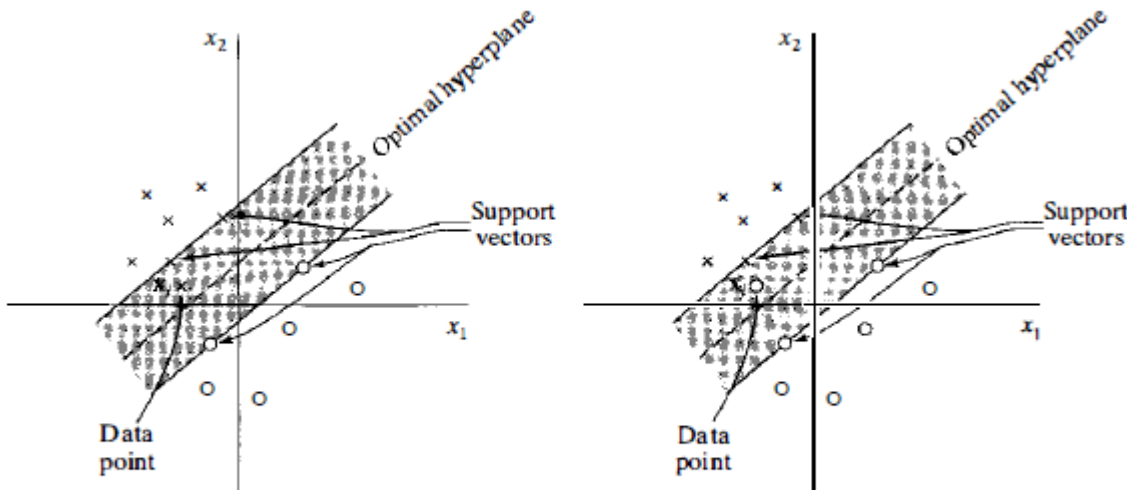 x2
Optimal hyperplane
Support
vectors
x1
Data
point
x2
Optimal hyperplane
Support
vectors
x1
Data
point